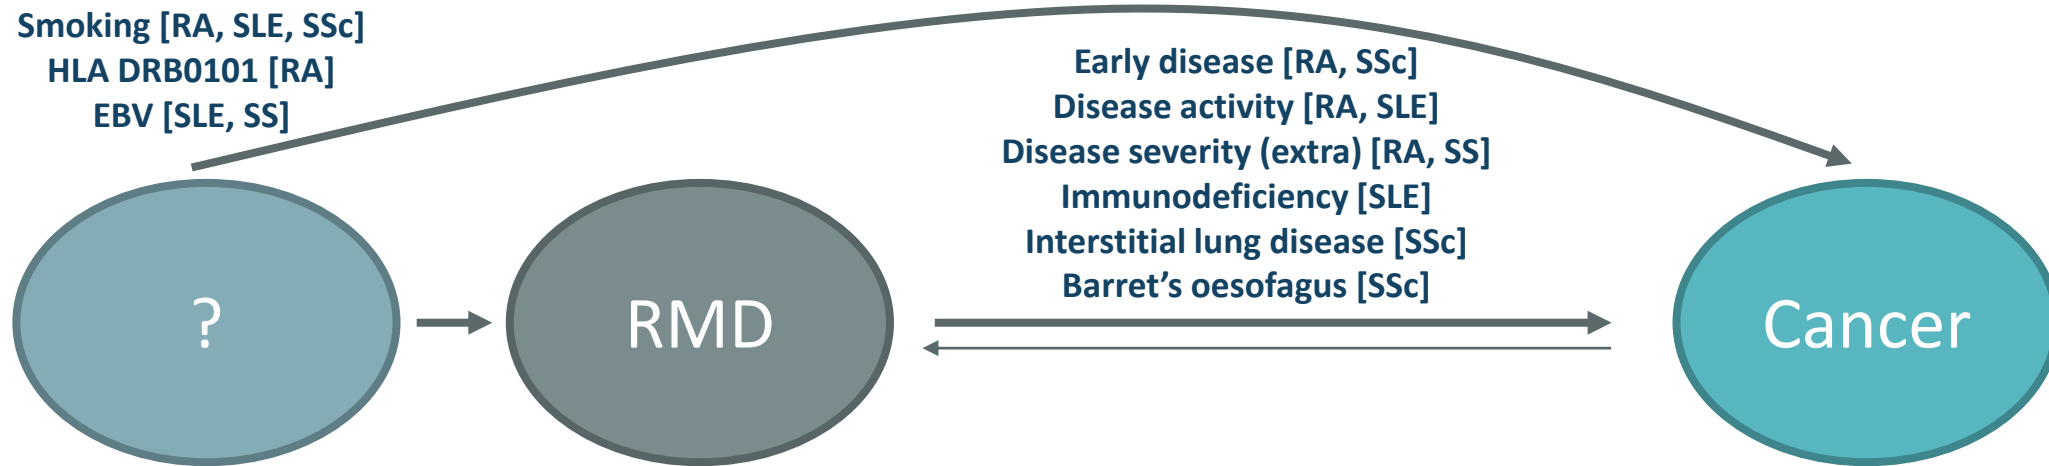 Smoking [RA, SLE, SSc]
HLA DRB0101 [RA]
EBV [SLE, SS]
Early disease [RA, SSc]
Disease activity [RA, SLE]
Disease severity (extra) [RA, SS]
Immunodeficiency [SLE]
Interstitial lung disease [SSc]
Barret’s oesofagus [SSc]
?
RMD
Cancer